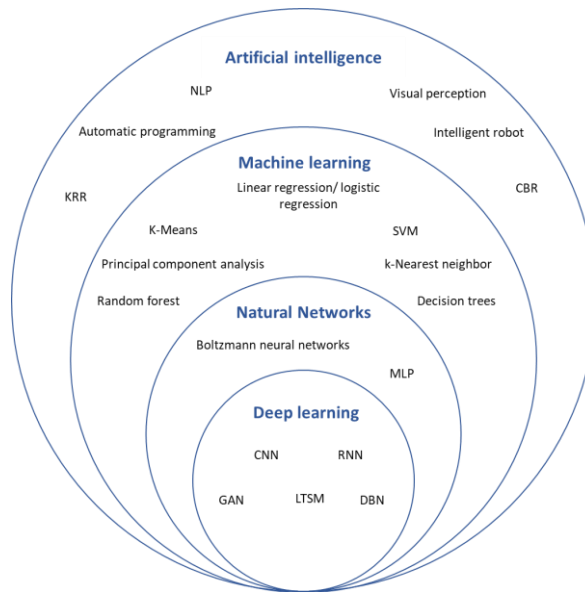 Artificial intelligence
NLP
Visual perception
Automatic programming
Intelligent robot
Machine learning
Linear regression/ logistic
regression
KRR
CBR
K-Means
SVM
Principal component analysis
k-Nearest neighbor
Random forest
Decision trees
Natural Networks
Boltzmann neural networks
MLP
Deep learning
CNN
RNN
GAN
LTSM
DBN